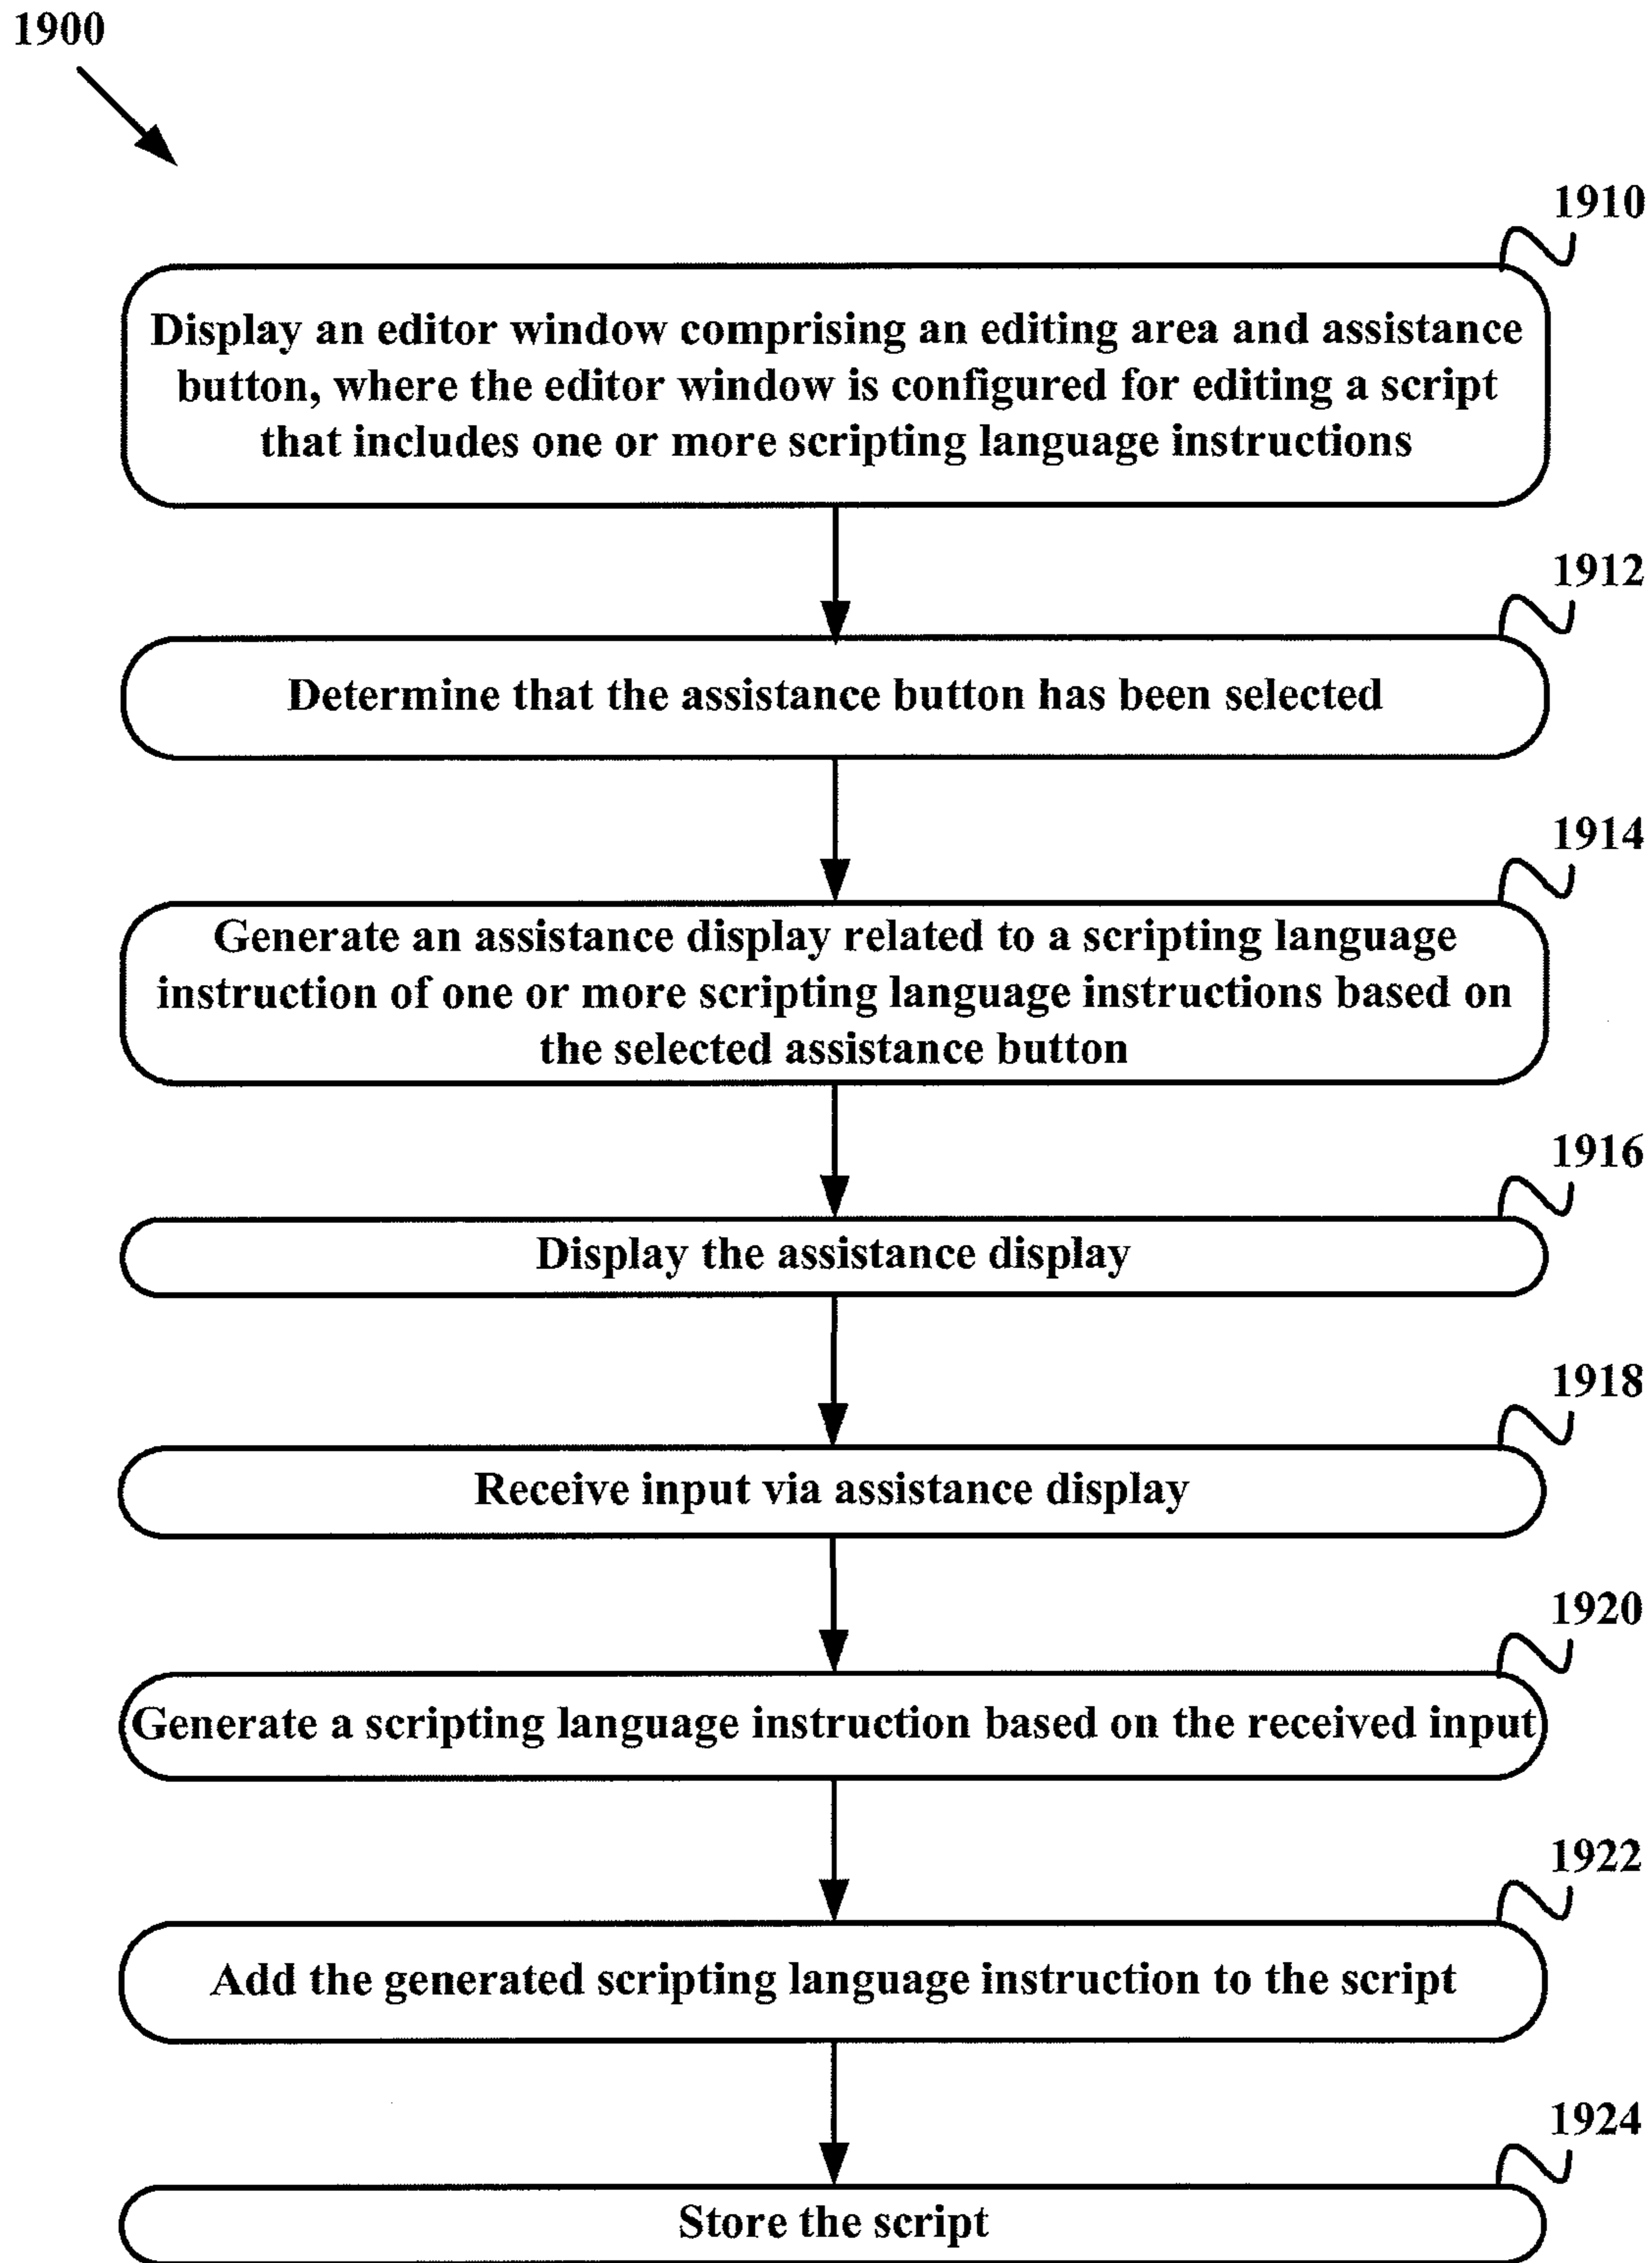 1900
1910
Display an editor window comprising an editing area and assistance
button, where the editor window is configured for editing a script
that includes one or more scripting language instructions
1912
Determine that the assistance button has been selected
1914
Generate an assistance display related to a scripting language
instruction of one or more scripting language instructions based on
the selected assistance button
1916
Display the assistance display
1918
Receive input via assistance display
1920
Generate a scripting language instruction based on the received input
1922
Add the generated scripting language instruction to the script
1924
Store the script